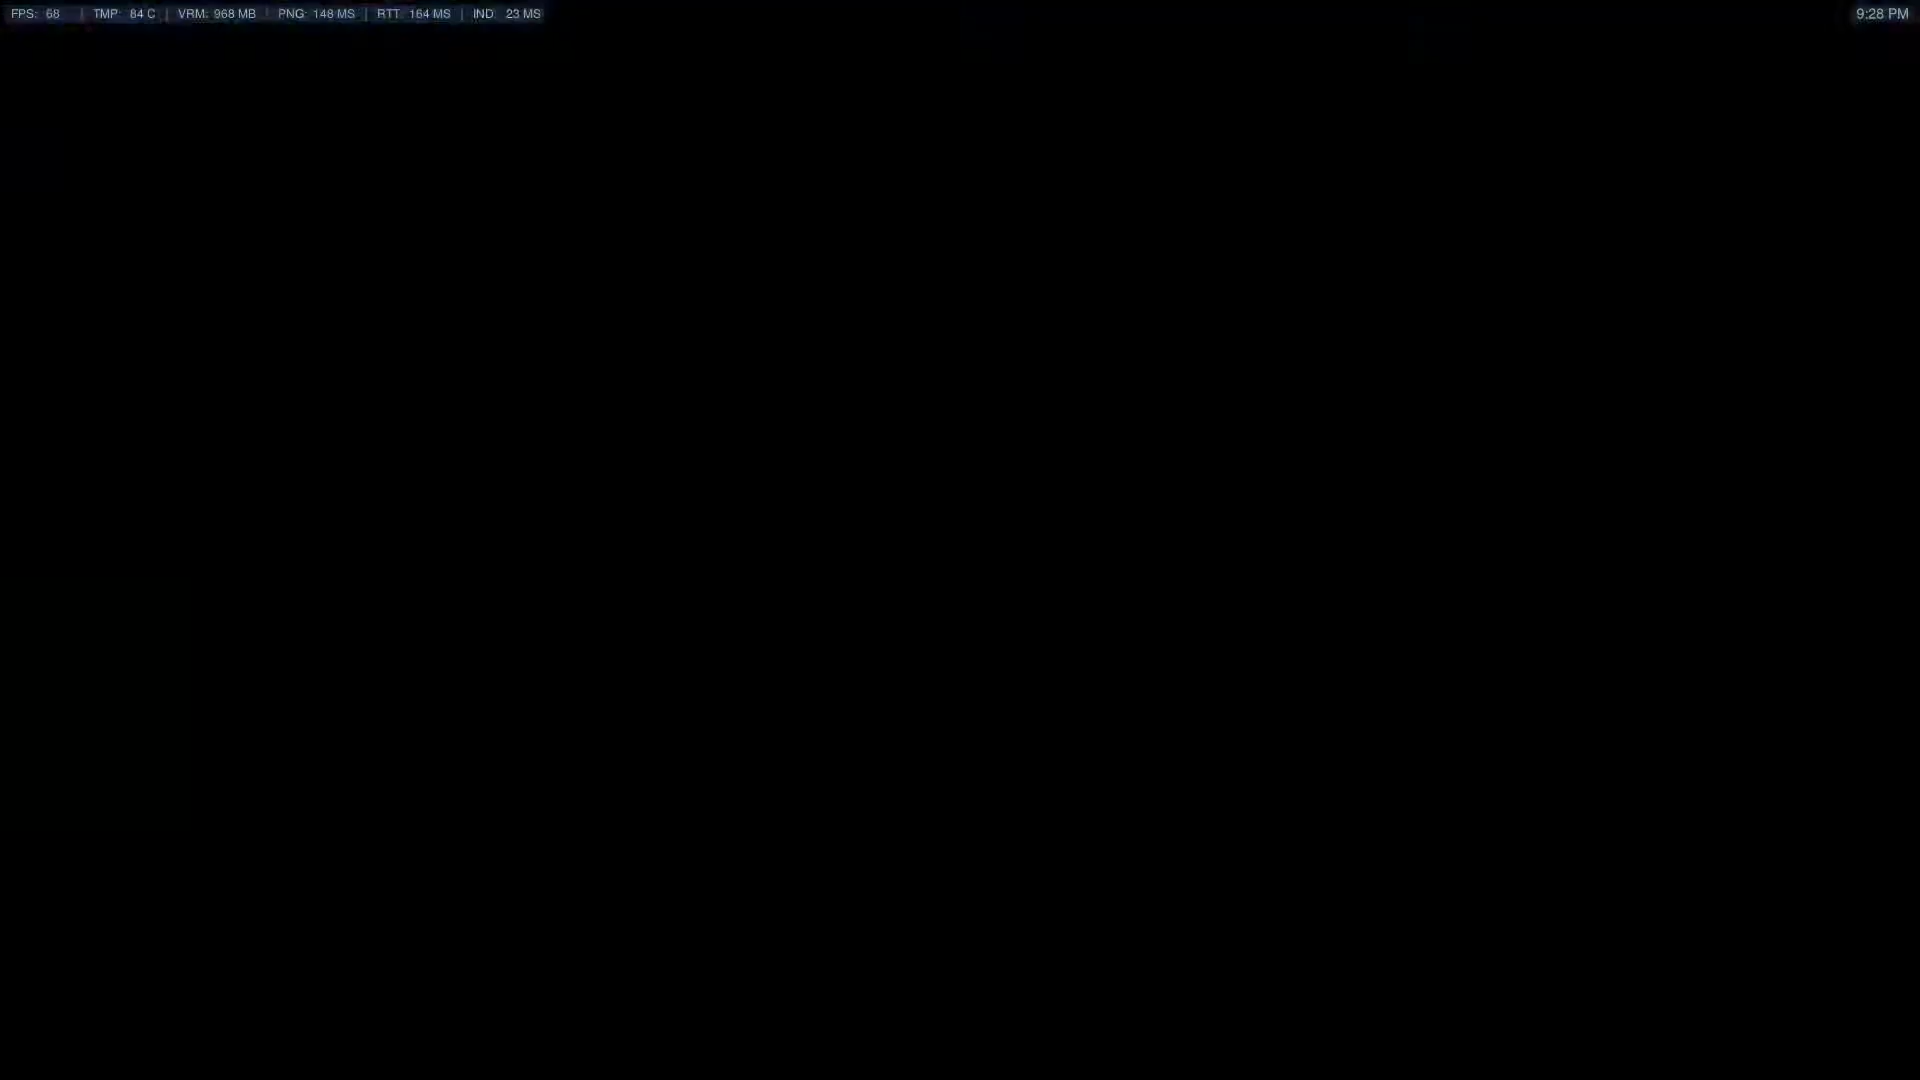 FPS: 68 | TMP: 84 C | VRM: 968 MB | PNG: 148 MS | RTT: 164 MS | IND: 23 MS
9:28 PM